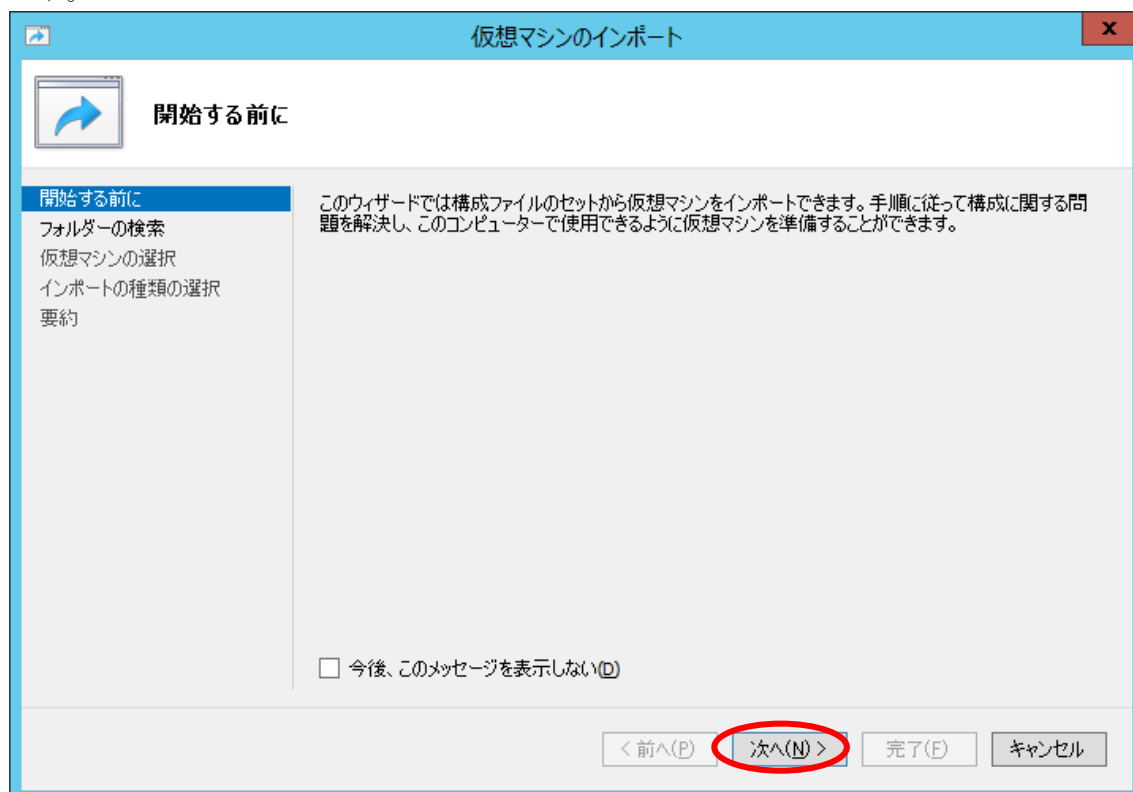 仮想マシンのインポート
開始する前に
開始する前に
フォルダーの検索
仮想マシンの選択
インポートの種類の選択
要約
このウィザードでは構成ファイルのセットから仮想マシンをインポートできます。手順に従って構成に関する問
題を解決し、このコンピューターで使用できるように仮想マシンを準備することができます。
今後、このメッセージを表示しない(D)
< 前へ(P) 次へ(N) > 完了(F) キャンセル